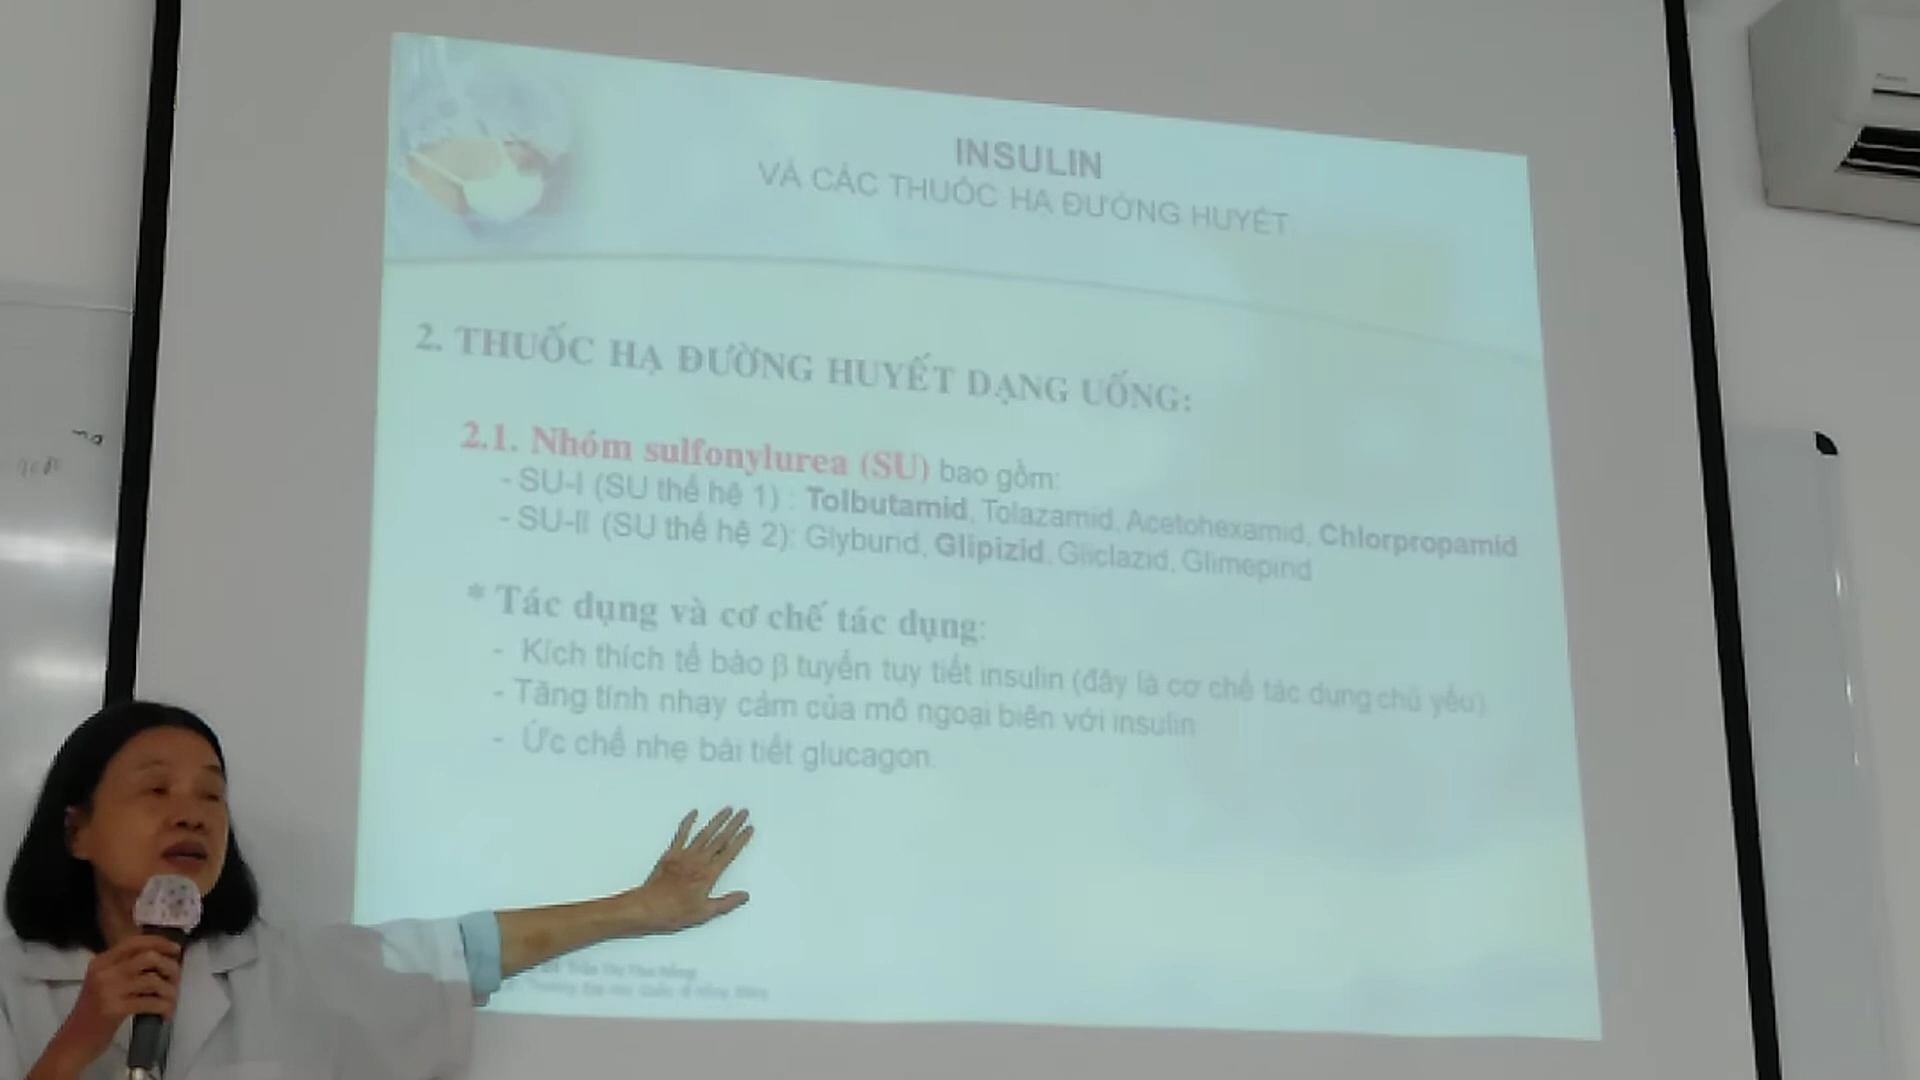 INSULIN
VÀ CÁC THUỐC HẠ ĐƯỜNG HUYẾT
2. THUỐC HẠ ĐƯỜNG HUYẾT DẠNG UỐNG:
2.1. Nhóm sulfonylurea (SU) bao gồm:
- SU-I (SU thế hệ 1) : Tolbutamid, Tolazamid, Acetohexamid, Chlorpropamid
- SU-II (SU thế hệ 2): Glyburid, Glipizid, Gliclazid, Glimepirid
* Tác dụng và cơ chế tác dụng:
- Kích thích tế bào β tuyến tuỵ tiết insulin (đây là cơ chế tác dụng chủ yếu)
- Tăng tính nhạy cảm của mô ngoại biên với insulin
- Ức chế nhẹ bài tiết glucagon.